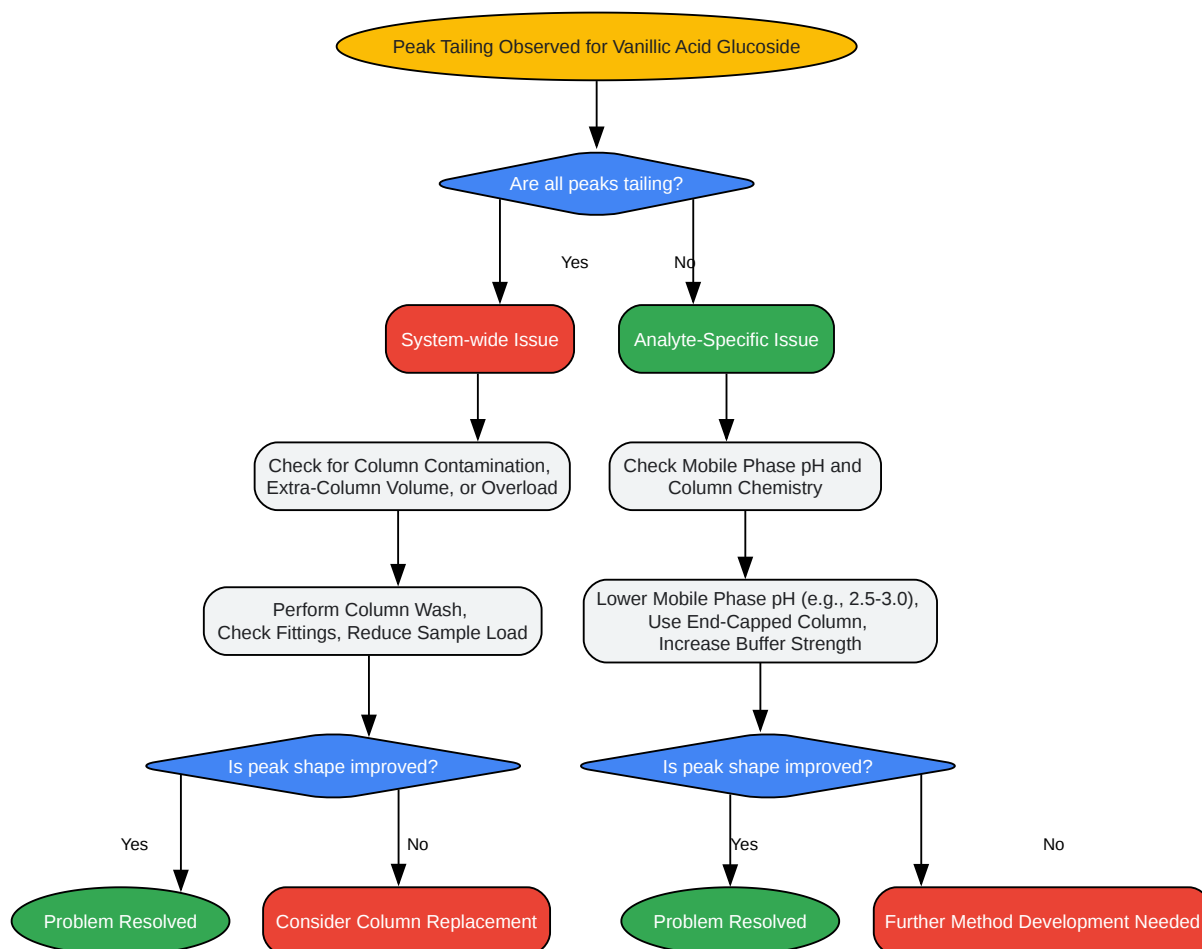 Peak Tailing Observed for Vanillic Acid Glucoside
Are all peaks tailing?
Yes
No
System-wide Issue
Analyte-Specific Issue
Check for Column Contamination,
Extra-Column Volume, or Overload
Check Mobile Phase pH and
Column Chemistry
Perform Column Wash,
Check Fittings, Reduce Sample Load
Lower Mobile Phase pH (e.g., 2.5-3.0),
Use End-Capped Column,
Increase Buffer Strength
Is peak shape improved?
Is peak shape improved?
Yes
No
Yes
No
Problem Resolved
Consider Column Replacement
Problem Resolved
Further Method Development Needed